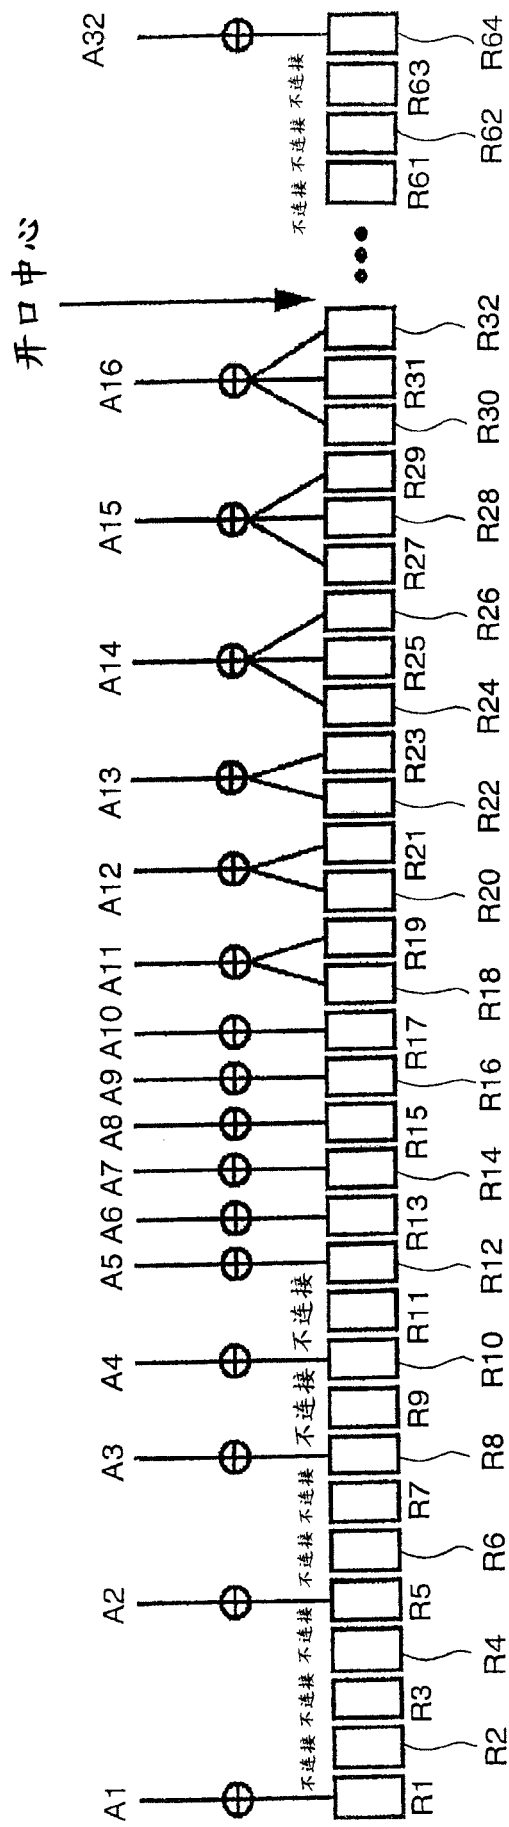 开口中心
A1 A2 A3 A4 A5 A6 A7 A8 A9 A10 A11 A12 A13 A14 A15 A16 A32
不连接 不连接 不连接 不连接 不连接 不连接 不连接 不连接 不连接 不连接
R1 R3 R5 R7 R9 R11 R13 R15 R17 R19 R21 R23 R25 R27 R29 R31 R61 R63
R2 R4 R6 R8 R10 R12 R14 R16 R18 R20 R22 R24 R26 R28 R30 R32 R62 R64